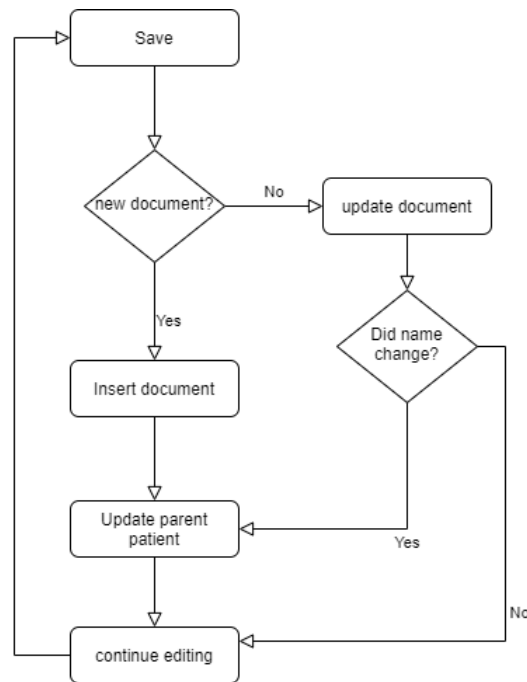 Save
new document?
No
update document
Yes
Did name
change?
Insert document
Update parent
patient
Yes
No
continue editing